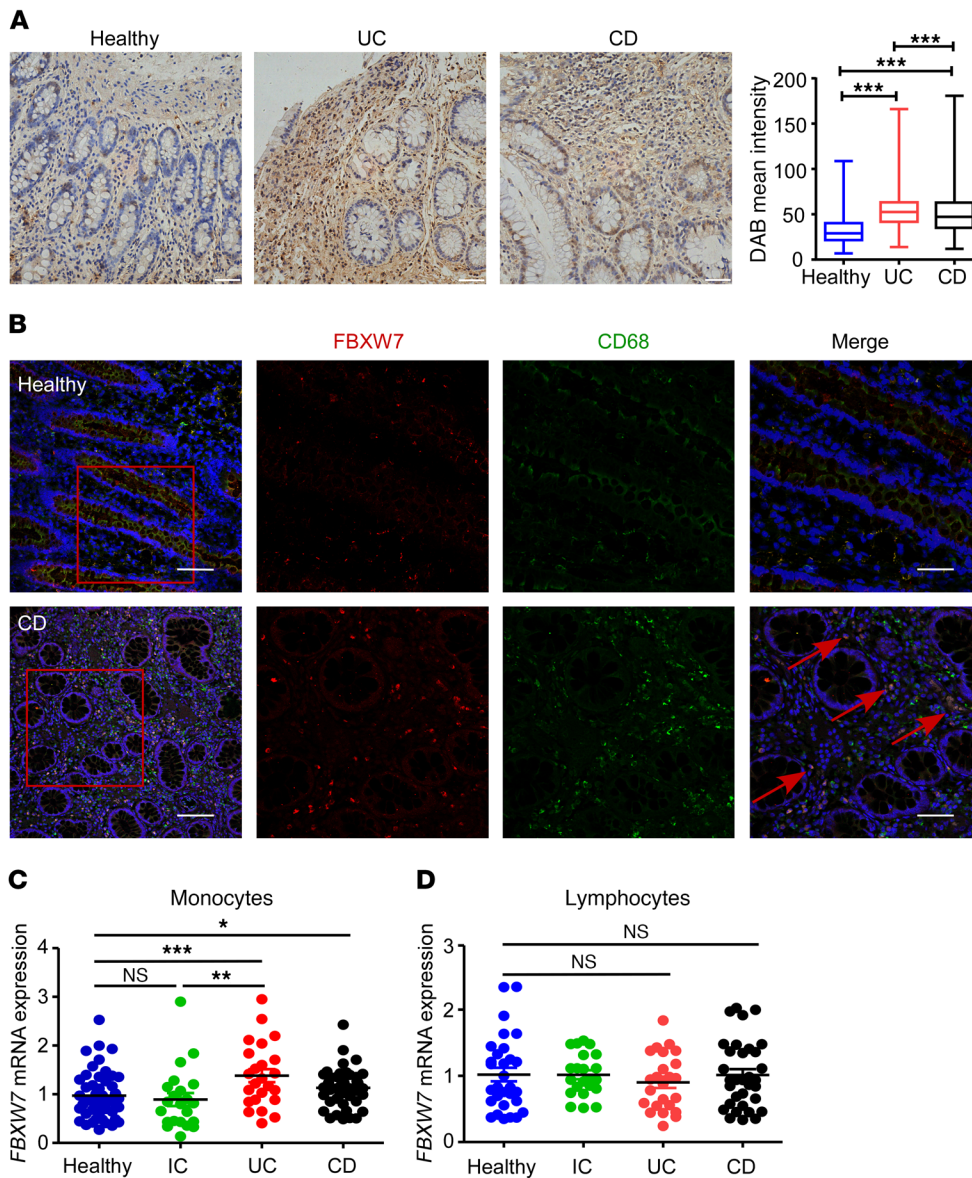 A
Healthy UC CD
*** *** ***
DAB mean intensity
200
150
100
50
0
Healthy UC CD
B
FBXW7 CD68 Merge
Healthy
CD
C
Monocytes
FBXW7 mRNA expression
4
3
2
1
0
*
***
NS **
Healthy IC UC CD
D
Lymphocytes
FBXW7 mRNA expression
3
2
1
0
NS
NS
Healthy IC UC CD